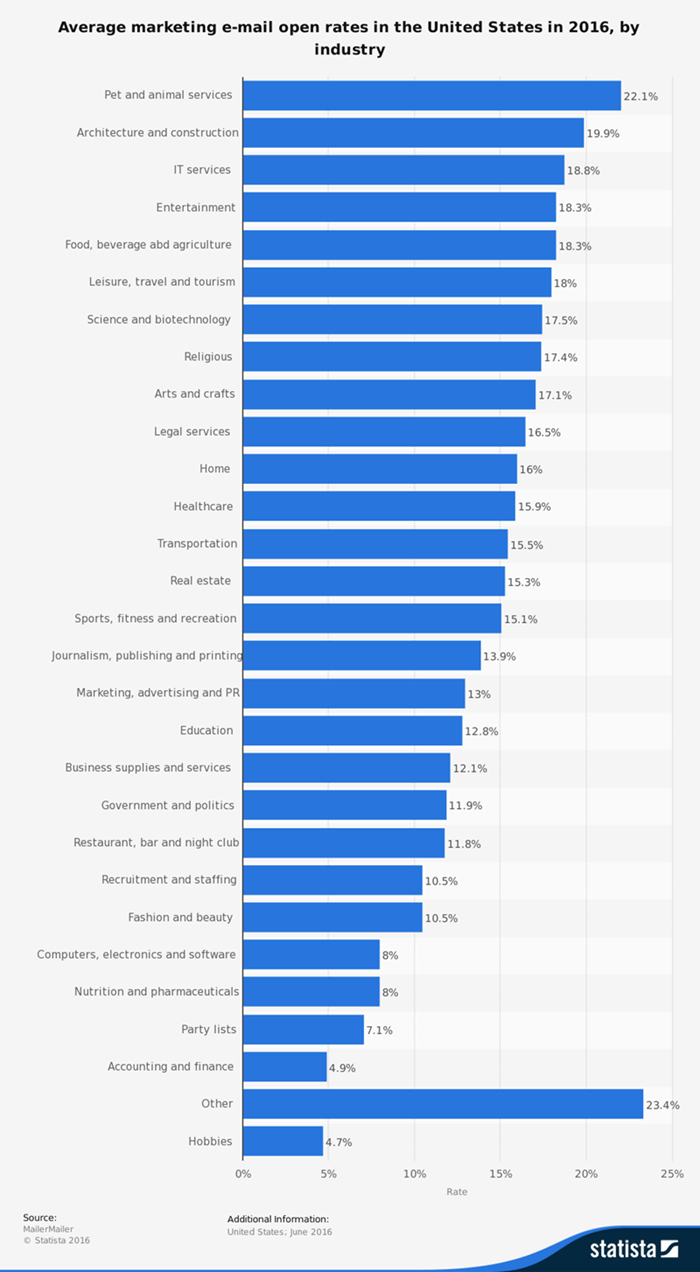 Average marketing e-mail open rates in the United States in 2016, by
industry
Pet and animal services 22.1%
Architecture and construction 19.9%
IT services 18.8%
Entertainment 18.3%
Food, beverage abd agriculture 18.3%
Leisure, travel and tourism 18%
Science and biotechnology 17.5%
Religious 17.4%
Arts and crafts 17.1%
Legal services 16.5%
Home 16%
Healthcare 15.9%
Transportation 15.5%
Real estate 15.3%
Sports, fitness and recreation 15.1%
Journalism, publishing and printing 13.9%
Marketing, advertising and PR 13%
Education 12.8%
Business supplies and services 12.1%
Government and politics 11.9%
Restaurant, bar and night club 11.8%
Recruitment and staffing 10.5%
Fashion and beauty 10.5%
Computers, electronics and software 8%
Nutrition and pharmaceuticals 8%
Party lists 7.1%
Accounting and finance 4.9%
Other 23.4%
Hobbies 4.7%
0% 5% 10% 15% 20% 25%
Rate
Source:
MailerMailer
© Statista 2016
Additional Information:
United States; June 2016
statista